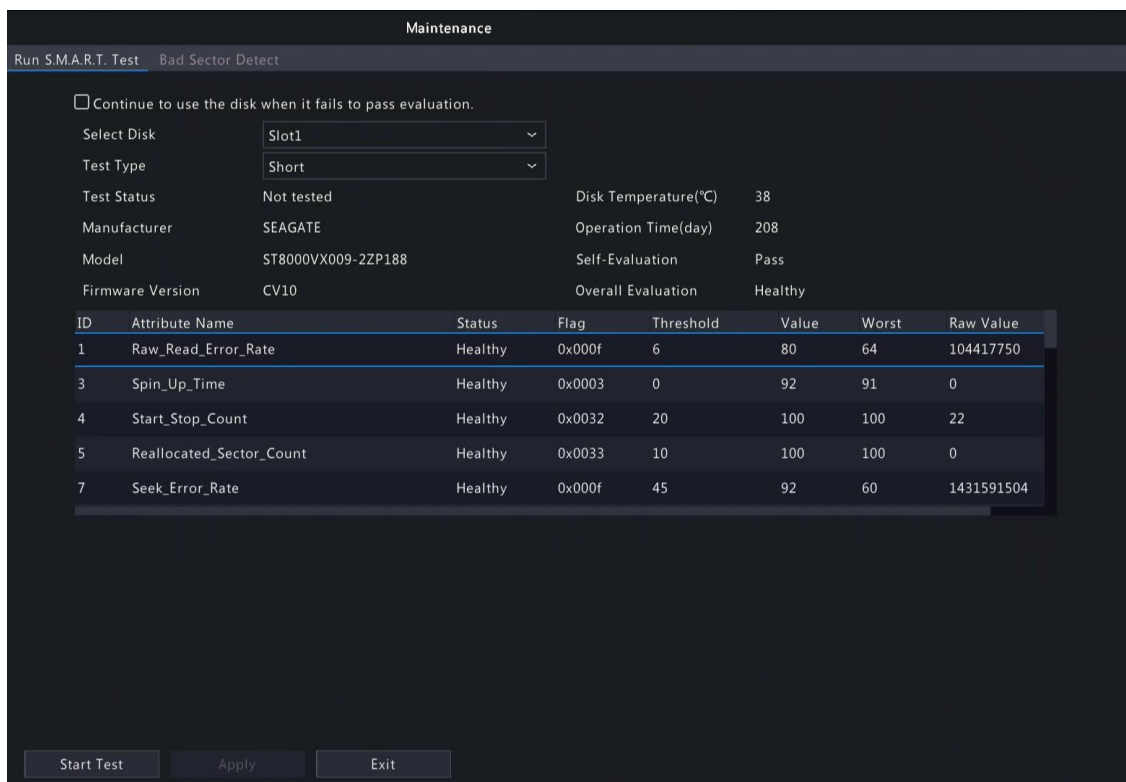 Maintenance
Run S.M.A.R.T. Test Bad Sector Detect
Continue to use the disk when it fails to pass evaluation.
Select Disk Slot1
Test Type Short
Test Status Not tested Disk Temperature(℃) 38
Manufacturer SEAGATE Operation Time(day) 208
Model ST8000VX009-2ZP188 Self-Evaluation Pass
Firmware Version CV10 Overall Evaluation Healthy
ID Attribute Name Status Flag Threshold Value Worst Raw Value
1 Raw_Read_Error_Rate Healthy 0x000f 6 80 64 104417750
3 Spin_Up_Time Healthy 0x0003 0 92 91 0
4 Start_Stop_Count Healthy 0x0032 20 100 100 22
5 Reallocated_Sector_Count Healthy 0x0033 10 100 100 0
7 Seek_Error_Rate Healthy 0x000f 45 92 60 1431591504
Start Test Apply Exit